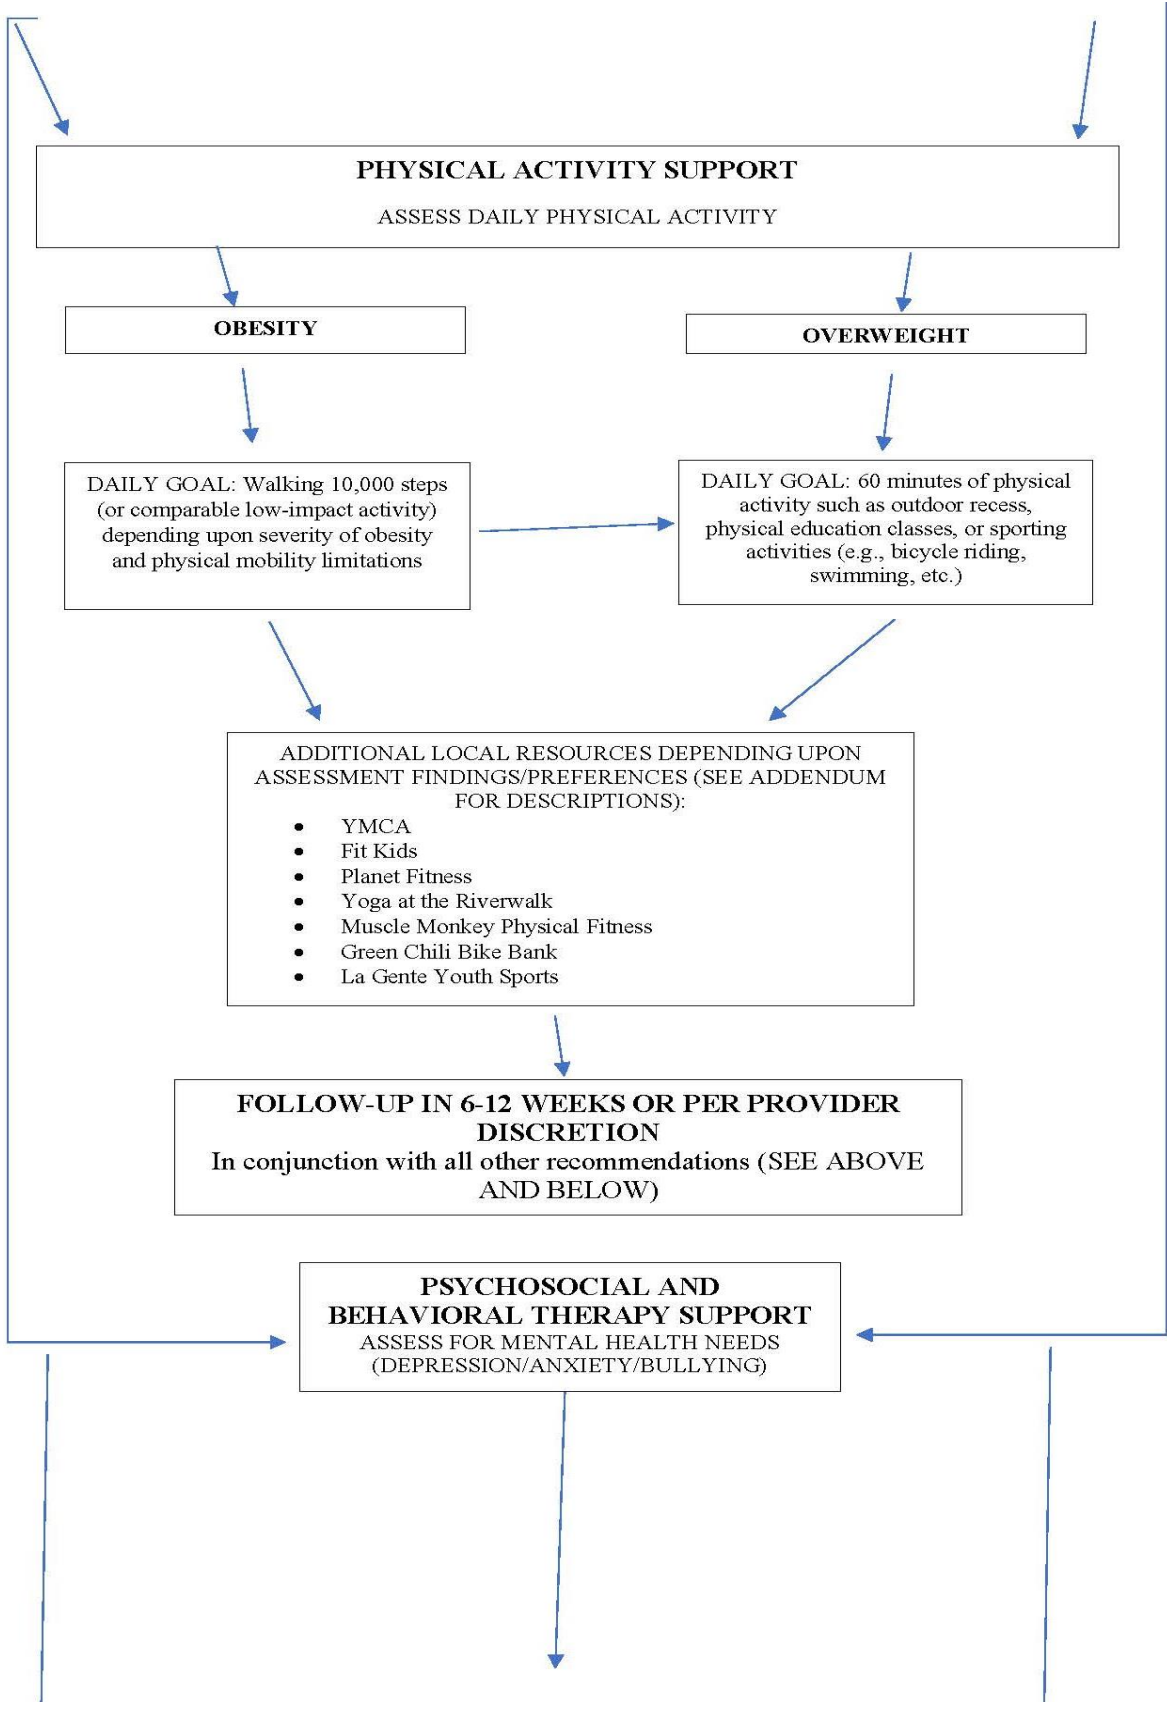 PHYSICAL ACTIVITY SUPPORT
ASSESS DAILY PHYSICAL ACTIVITY
OBESITY
OVERWEIGHT
DAILY GOAL: Walking 10,000 steps
(or comparable low-impact activity)
depending upon severity of obesity
and physical mobility limitations
DAILY GOAL: 60 minutes of physical
activity such as outdoor recess,
physical education classes, or sporting
activities (e.g., bicycle riding,
swimming, etc.)
ADDITIONAL LOCAL RESOURCES DEPENDING UPON
ASSESSMENT FINDINGS/PREFERENCES (SEE ADDENDUM
FOR DESCRIPTIONS):
• YMCA
• Fit Kids
• Planet Fitness
• Yoga at the Riverwalk
• Muscle Monkey Physical Fitness
• Green Chili Bike Bank
• La Gente Youth Sports
FOLLOW-UP IN 6-12 WEEKS OR PER PROVIDER
DISCRETION
In conjunction with all other recommendations (SEE ABOVE
AND BELOW)
PSYCHOSOCIAL AND
BEHAVIORAL THERAPY SUPPORT
ASSESS FOR MENTAL HEALTH NEEDS
(DEPRESSION/ANXIETY/BULLYING)